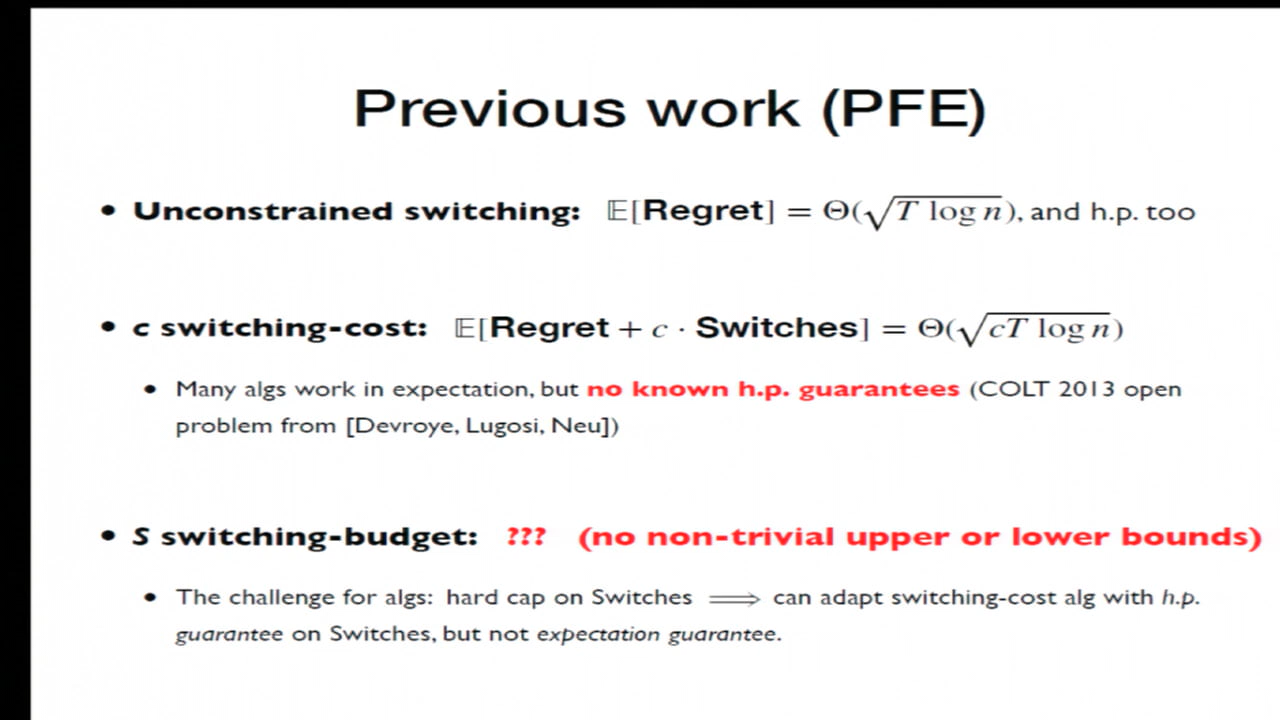 Previous work (PFE)
• Unconstrained switching: 𝔼[Regret] = Θ(√(T log n)), and h.p. too
• c switching-cost: 𝔼[Regret + c · Switches] = Θ(√(cT log n))
• Many algs work in expectation, but no known h.p. guarantees (COLT 2013 open
problem from [Devroye, Lugosi, Neu])
• S switching-budget: ??? (no non-trivial upper or lower bounds)
• The challenge for algs: hard cap on Switches ⟹ can adapt switching-cost alg with h.p.
guarantee on Switches, but not expectation guarantee.